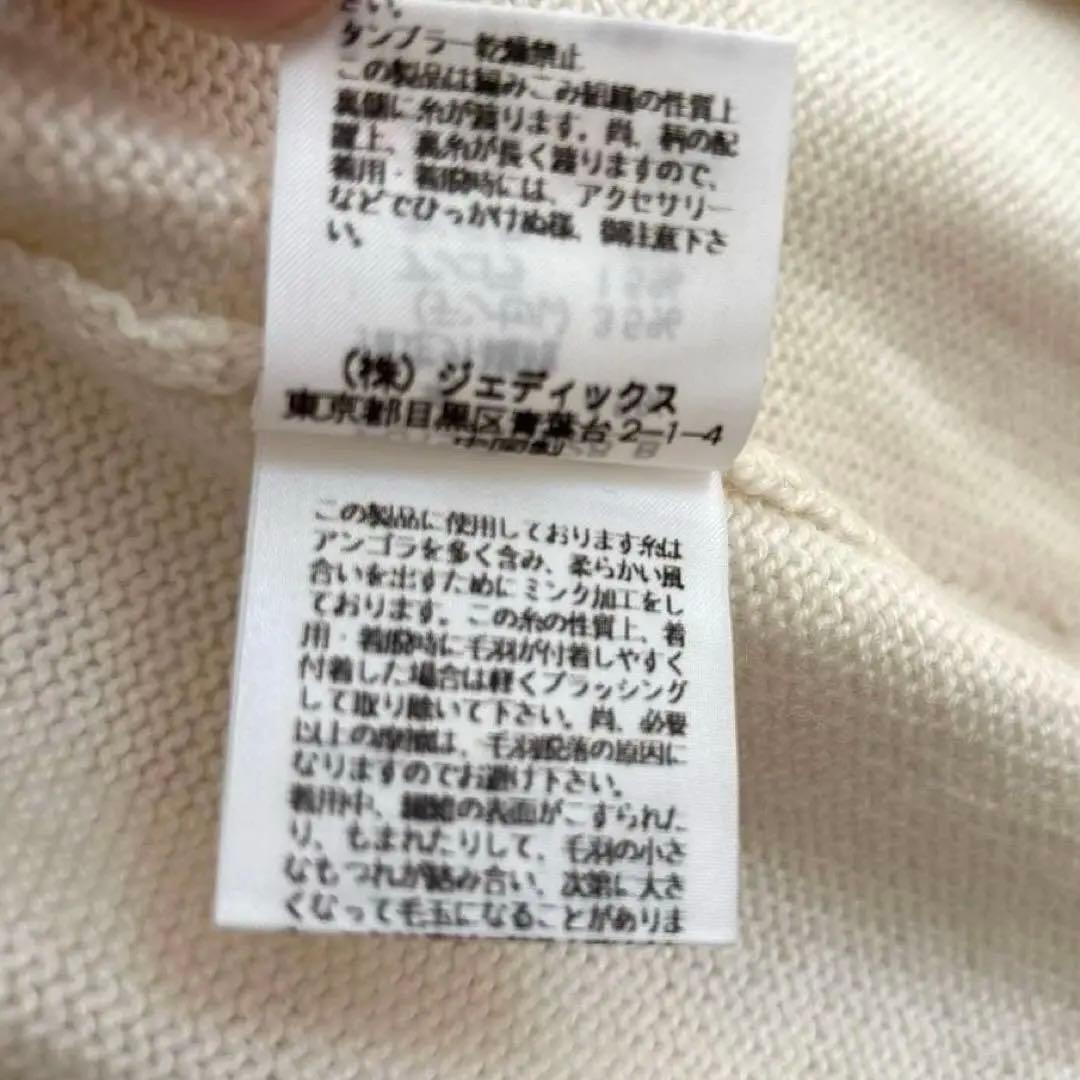 さい。
タンブラー乾燥禁止
この製品は編みこみ組織の性質上
裏側に糸が渡ります。尚、柄の配
置上、裏糸が長く渡りますので、
着用・着脱時には、アクセサリー
などでひっかけぬ様、御注意下さ
い。
(株) ジェディックス
東京都目黒区青葉台2-1-4
この製品に使用しております糸は
アンゴラを多く含み、柔らかい風
合いを出すためにミンク加工をし
ております。この糸の性質上、着
用・着脱時に毛羽が付着しやすく
付着した場合は軽くブラッシング
して取り除いて下さい。尚、必要
以上の摩擦は、毛羽脱落の原因に
なりますのでお避け下さい。
着用中、繊維の表面がこすられた
り、もまれたりして、毛羽の小さ
なもつれが絡み合い、次第に大き
くなって毛玉になることがありま